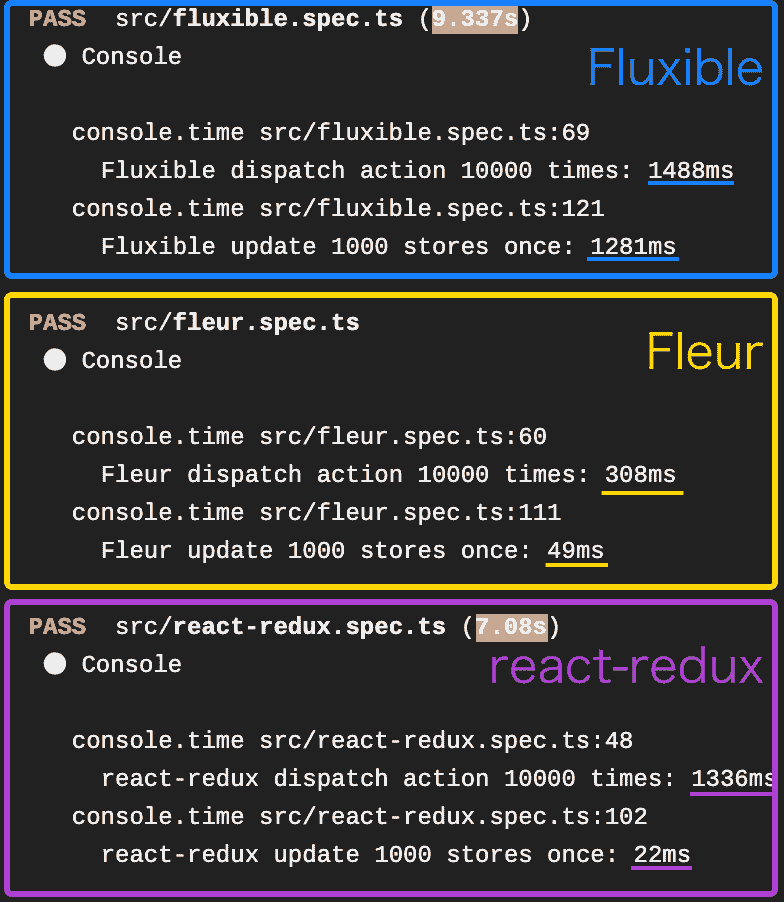 PASS src/fluxible.spec.ts (9.337s)
Console
Fluxible
console.time src/fluxible.spec.ts:69
Fluxible dispatch action 10000 times: 1488ms
console.time src/fluxible.spec.ts:121
Fluxible update 1000 stores once: 1281ms
PASS src/fleur.spec.ts
Console
Fleur
console.time src/fleur.spec.ts:60
Fleur dispatch action 10000 times: 308ms
console.time src/fleur.spec.ts:111
Fleur update 1000 stores once: 49ms
PASS src/react-redux.spec.ts (7.08s)
Console
react-redux
console.time src/react-redux.spec.ts:48
react-redux dispatch action 10000 times: 1336ms
console.time src/react-redux.spec.ts:102
react-redux update 1000 stores once: 22ms